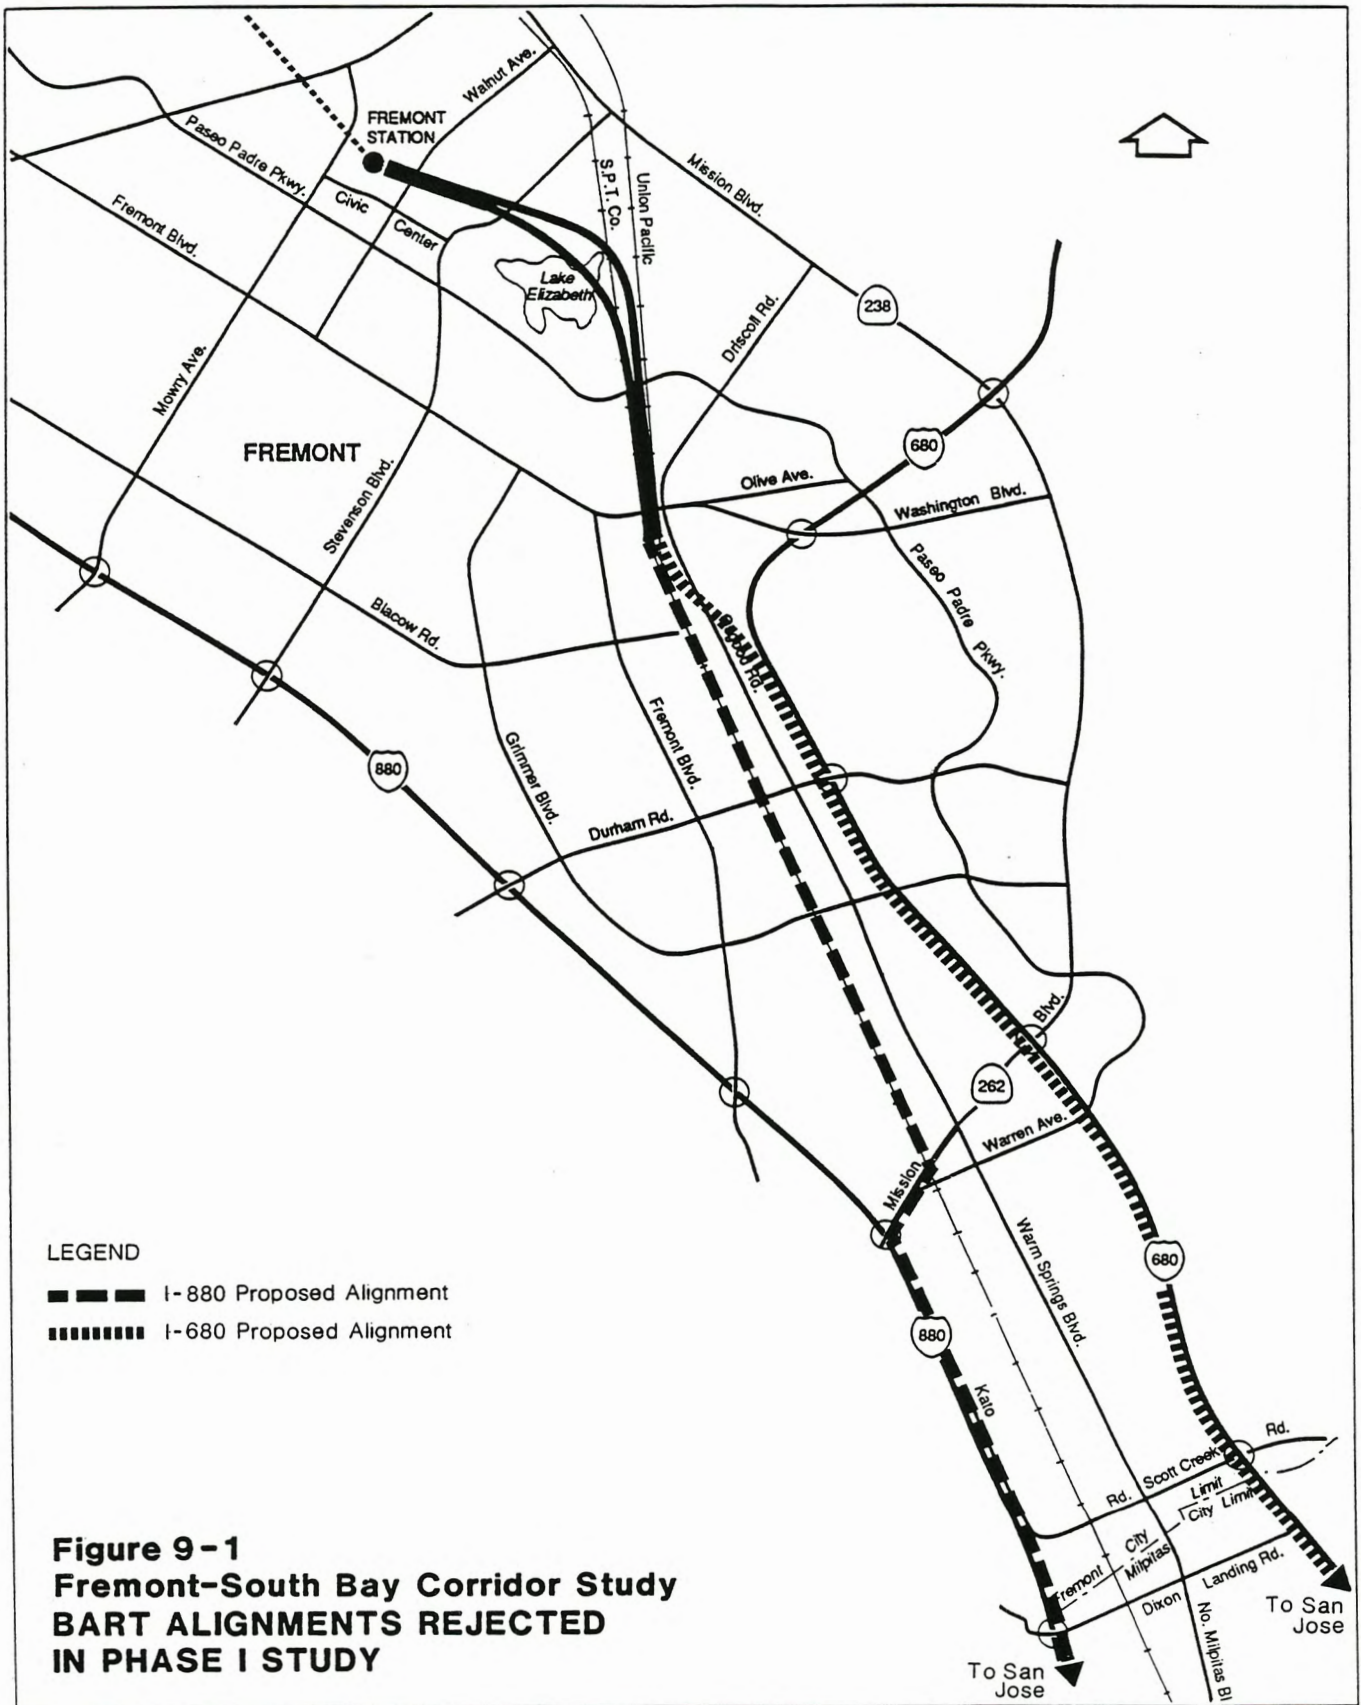 Walnut Ave.
FREMONT
STATION
Paseo Padre Pkwy.
Civic
Center
S.P.T. Co.
Union Pacific
Mission Blvd.
Fremont Blvd.
Lake
Elizabeth
238
Driscoll Rd.
Mowry Ave.
FREMONT
680
Olive Ave.
Washington Blvd.
Stevenson Blvd.
Paseo Padre Pkwy.
Blacow Rd.
Rd.
Fremont Blvd.
Grimmer Blvd.
880
Durham Rd.
Blvd.
262
Warren Ave.
Mission
Warm Springs Blvd.
680
LEGEND
I-880 Proposed Alignment
I-680 Proposed Alignment
880
Kato
Rd.
Scott Creek
Rd.
Limit
City Limit
City
Milpitas
Fremont
Dixon Landing Rd.
No. Milpitas Bl
To San
Jose
To San
Jose
Figure 9-1
Fremont-South Bay Corridor Study
BART ALIGNMENTS REJECTED
IN PHASE I STUDY